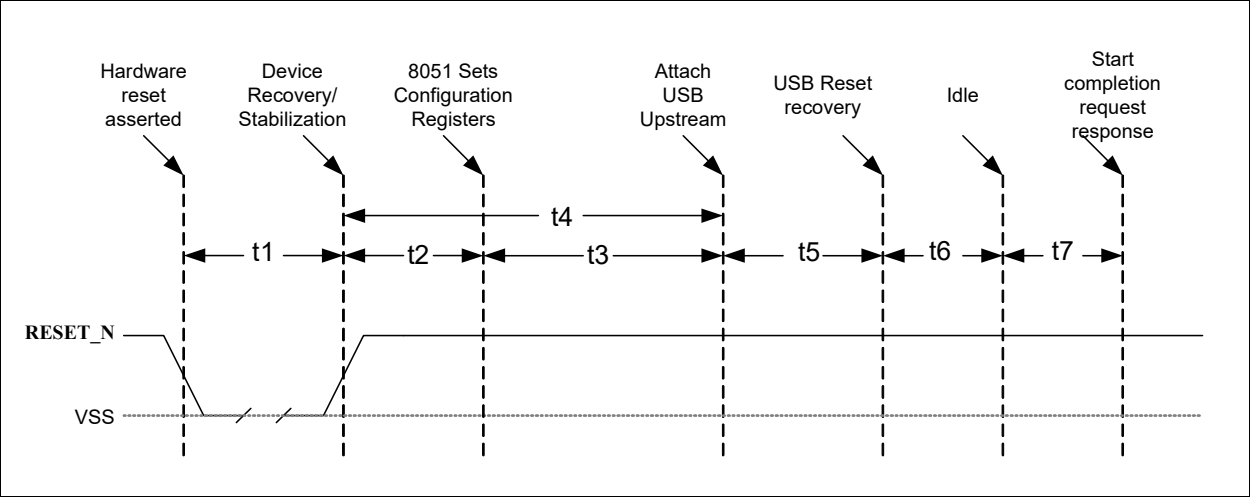 Hardware
reset
asserted
Device
Recovery/
Stabilization
8051 Sets
Configuration
Registers
Attach
USB
Upstream
USB Reset
recovery
Idle
Start
completion
request
response
t4
t1
t2
t3
t5
t6
t7
RESET_N
VSS